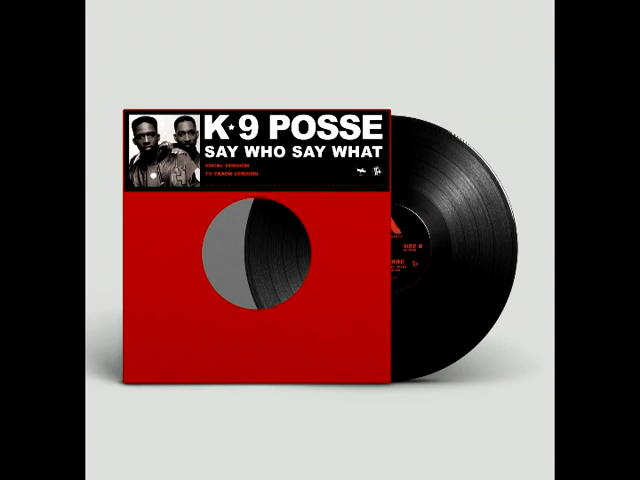 K★9 POSSE
SAY WHO SAY WHAT
VOCAL VERSION
TV TRACK VERSION
SIDE B